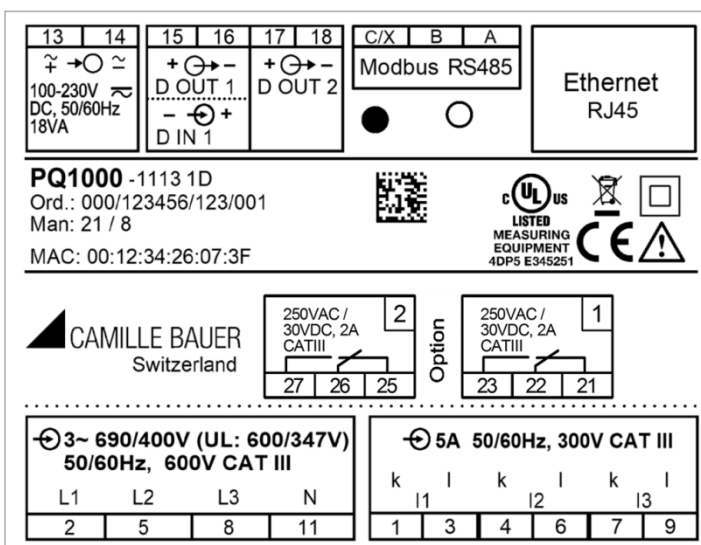 13 14
15 16
17 18
C/X B A
100-230V
DC, 50/60Hz
18VA
+ -
D OUT 1
- +
D IN 1
+ -
D OUT 2
Modbus RS485
Ethernet
RJ45
PQ1000 -1113 1D
Ord.: 000/123456/123/001
Man: 21 / 8
MAC: 00:12:34:26:07:3F
C UL US
LISTED
MEASURING
EQUIPMENT
4DP5 E345251
CE
CAMILLE BAUER
Switzerland
250VAC /
30VDC, 2A
CATIII
2
27 26 25
Option
250VAC /
30VDC, 2A
CATIII
1
23 22 21
3~ 690/400V (UL: 600/347V)
50/60Hz, 600V CAT III
L1 L2 L3 N
2 5 8 11
5A 50/60Hz, 300V CAT III
k l k l k l
I1 I2 I3
1 3 4 6 7 9